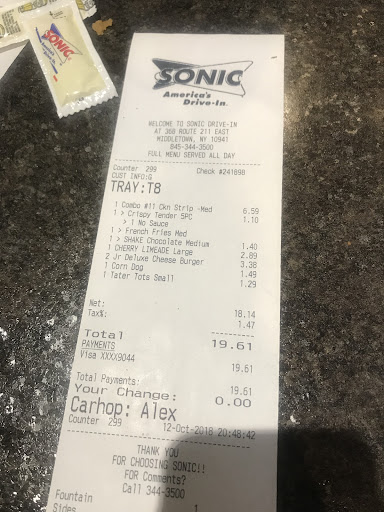 SONIC
SONIC
America's
Drive-In.
WELCOME TO SONIC DRIVE-IN
AT 368 ROUTE 211 EAST
MIDDLETOWN, NY 10941
845-344-3500
FULL MENU SERVED ALL DAY
Counter 299 Check #241098
CUST INFO:G
TRAY:T8
1 Combo #11 Ckn Strip -Med 6.59
1 > Crispy Tender 5PC 1.10
> 1 No Sauce
1 > French Fries Med
1 > SHAKE Chocolate Medium 1.40
1 CHERRY LIMEADE Large 2.89
2 Jr Deluxe Cheese Burger 3.38
1 Corn Dog 1.49
1 Tater Tots Small 1.29
Net: 18.14
Tax%: 1.47
Total 19.61
PAYMENTS
Visa XXXX9044 19.61
Total Payments: 19.61
Your Change: 0.00
Carhop: Alex
Counter 299 12-Oct-2018 20:48:42
THANK YOU
FOR CHOOSING SONIC!!
FOR Comments?
Call 344-3500
Fountain 1
Sides